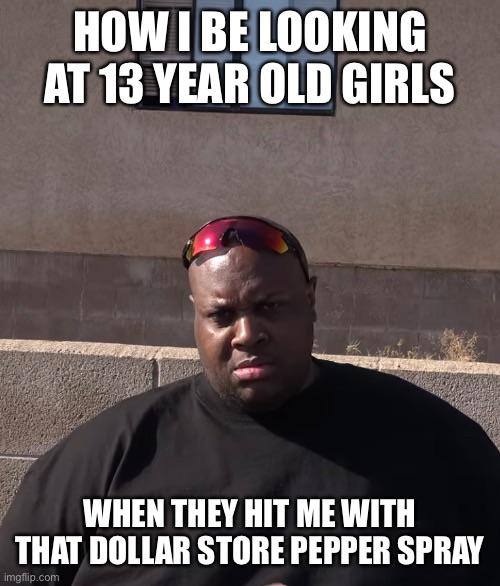 HOW I BE LOOKING
AT 13 YEAR OLD GIRLS
WHEN THEY HIT ME WITH
THAT DOLLAR STORE PEPPER SPRAY
imgflip.com